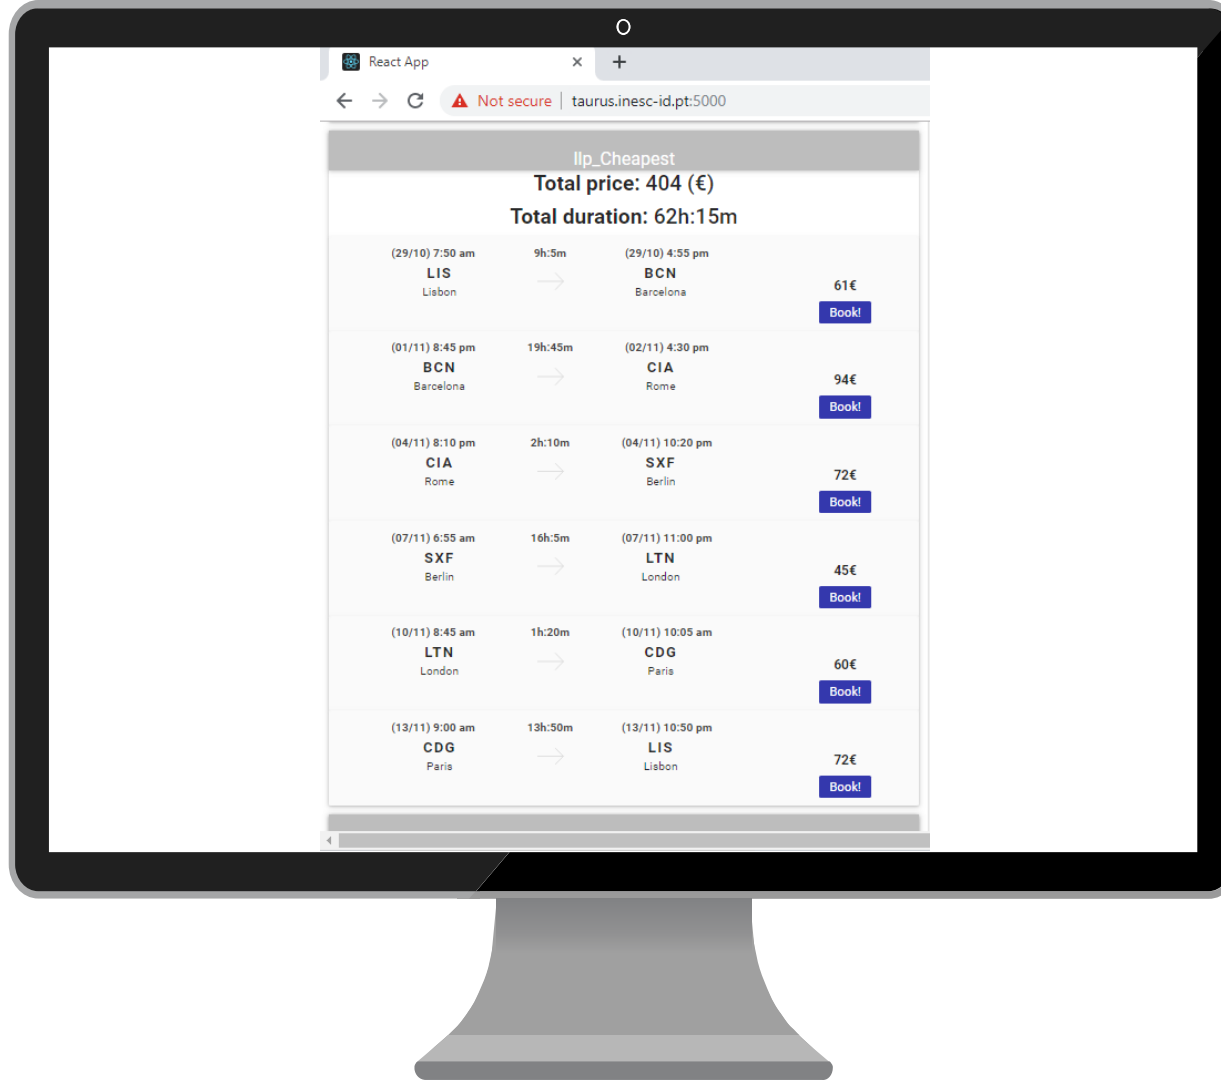 React App
Not secure | taurus.inesc-id.pt:5000
Ilp_Cheapest
Total price: 404 (€)
Total duration: 62h:15m
(29/10) 7:50 am 9h:5m (29/10) 4:55 pm
LIS BCN
Lisbon Barcelona
61€
Book!
(01/11) 8:45 pm 19h:45m (02/11) 4:30 pm
BCN CIA
Barcelona Rome
94€
Book!
(04/11) 8:10 pm 2h:10m (04/11) 10:20 pm
CIA SXF
Rome Berlin
72€
Book!
(07/11) 6:55 am 16h:5m (07/11) 11:00 pm
SXF LTN
Berlin London
45€
Book!
(10/11) 8:45 am 1h:20m (10/11) 10:05 am
LTN CDG
London Paris
60€
Book!
(13/11) 9:00 am 13h:50m (13/11) 10:50 pm
CDG LIS
Paris Lisbon
72€
Book!